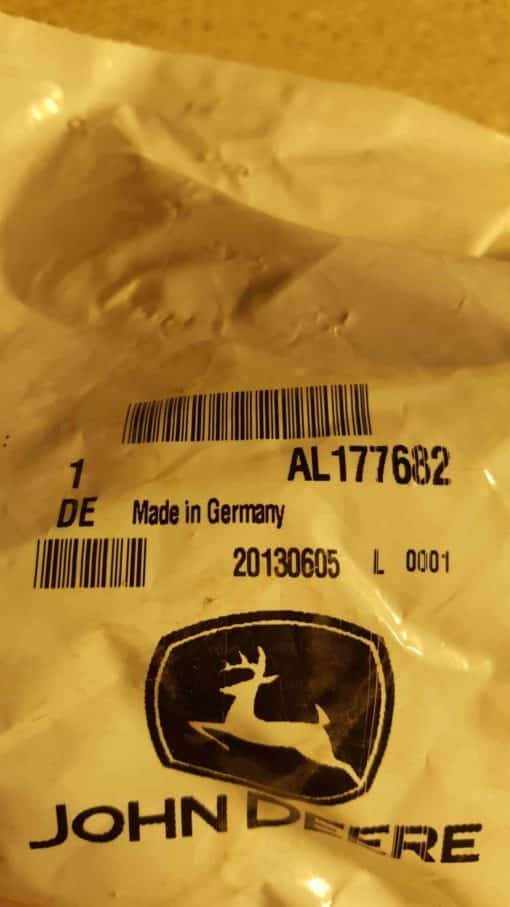 AL177682
1
DE Made in Germany
20130605 L 0001
JOHN DEERE